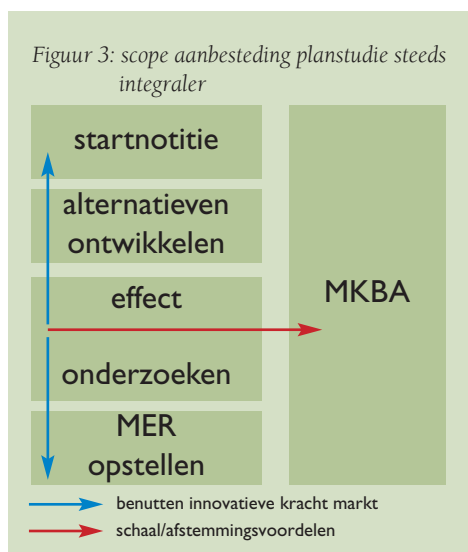 Figuur 3: scope aanbesteding planstudie steeds
integraler
startnotitie
alternatieven
ontwikkelen
effect
onderzoeken
MER
opstellen
MKBA
benutten innovatieve kracht markt
schaal/afstemmingsvoordelen